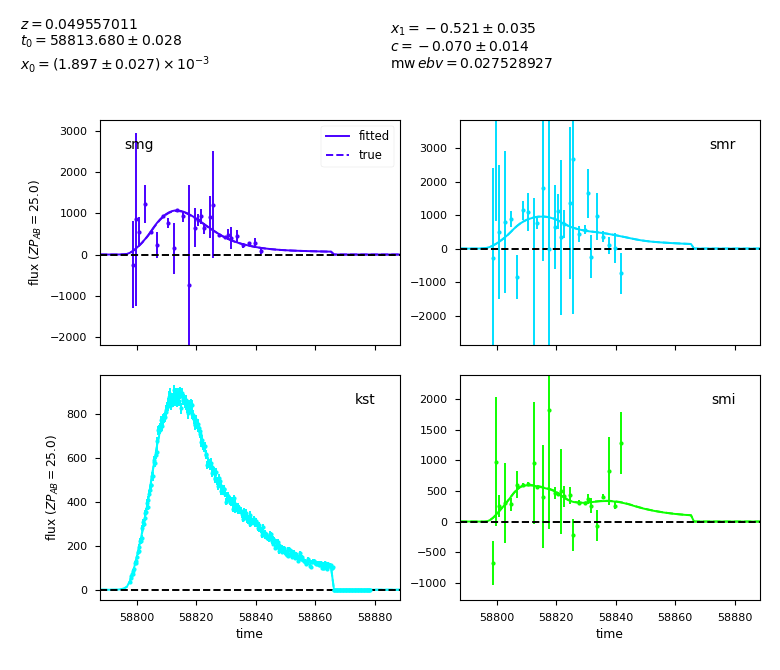 z = 0.049557011
t₀ = 58813.680 ± 0.028
x₀ = (1.897 ± 0.027) × 10⁻³
x₁ = −0.521 ± 0.035
c = −0.070 ± 0.014
mw ebv = 0.027528927
smg
fitted
true
3000
2000
1000
0
−1000
−2000
flux (ZP_AB = 25.0)
smr
3000
2000
1000
0
−1000
−2000
kst
800
600
400
200
0
flux (ZP_AB = 25.0)
58800 58820 58840 58860 58880
time
smi
2000
1500
1000
500
0
−500
−1000
58800 58820 58840 58860 58880
time